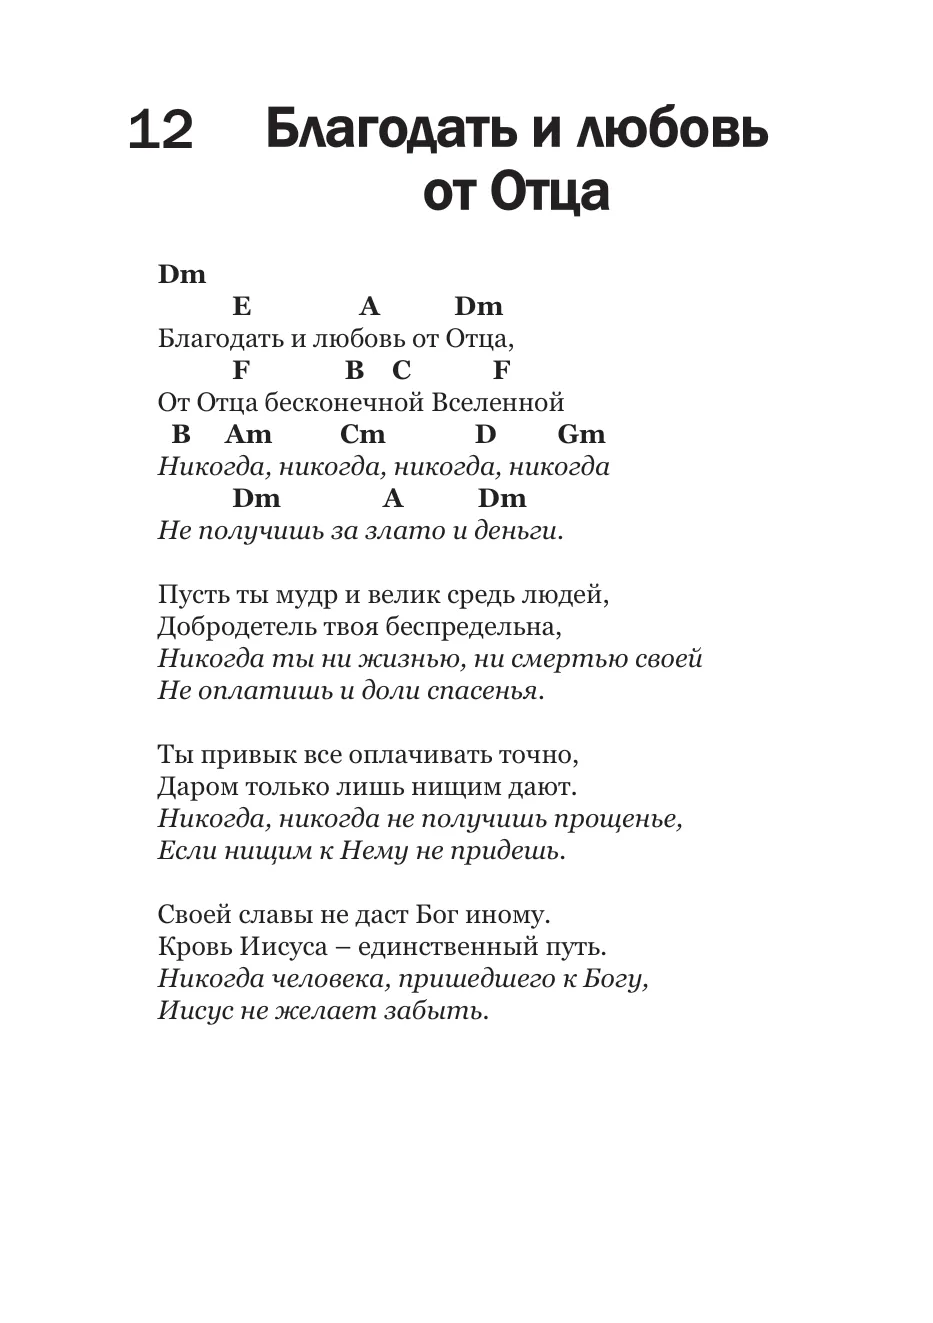 12 Благодать и любовь
от Отца
Dm
E A Dm
Благодать и любовь от Отца,
F B C F
От Отца бесконечной Вселенной
B Am Cm D Gm
Никогда, никогда, никогда, никогда
Dm A Dm
Не получишь за злато и деньги.
Пусть ты мудр и велик средь людей,
Добродетель твоя беспредельна,
Никогда ты ни жизнью, ни смертью своей
Не оплатишь и доли спасенья.
Ты привык все оплачивать точно,
Даром только лишь нищим дают.
Никогда, никогда не получишь прощенье,
Если нищим к Нему не придешь.
Своей славы не даст Бог иному.
Кровь Иисуса – единственный путь.
Никогда человека, пришедшего к Богу,
Иисус не желает забыть.